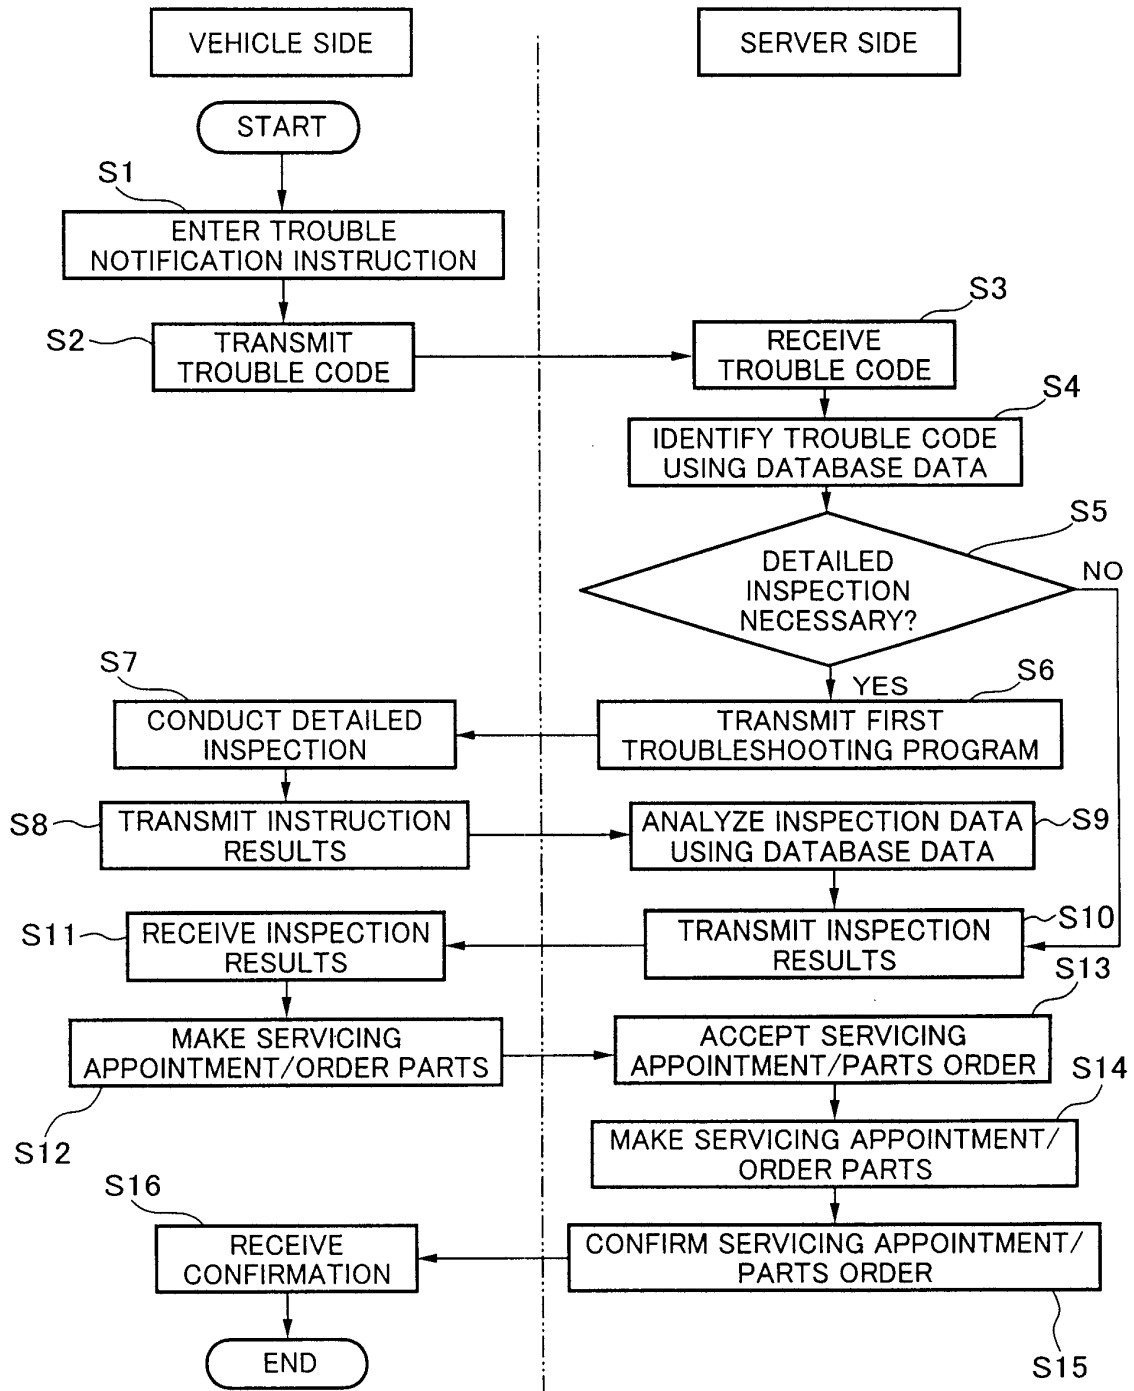 VEHICLE SIDE
SERVER SIDE
START
S1
ENTER TROUBLE
NOTIFICATION INSTRUCTION
S2
TRANSMIT
TROUBLE CODE
S3
RECEIVE
TROUBLE CODE
S4
IDENTIFY TROUBLE CODE
USING DATABASE DATA
S5
DETAILED
INSPECTION
NECESSARY?
NO
YES
S6
TRANSMIT FIRST
TROUBLESHOOTING PROGRAM
S7
CONDUCT DETAILED
INSPECTION
S8
TRANSMIT INSTRUCTION
RESULTS
S9
ANALYZE INSPECTION DATA
USING DATABASE DATA
S10
TRANSMIT INSPECTION
RESULTS
S11
RECEIVE INSPECTION
RESULTS
S12
MAKE SERVICING
APPOINTMENT/ORDER PARTS
S13
ACCEPT SERVICING
APPOINTMENT/PARTS ORDER
S14
MAKE SERVICING APPOINTMENT/
ORDER PARTS
S15
CONFIRM SERVICING APPOINTMENT/
PARTS ORDER
S16
RECEIVE
CONFIRMATION
END